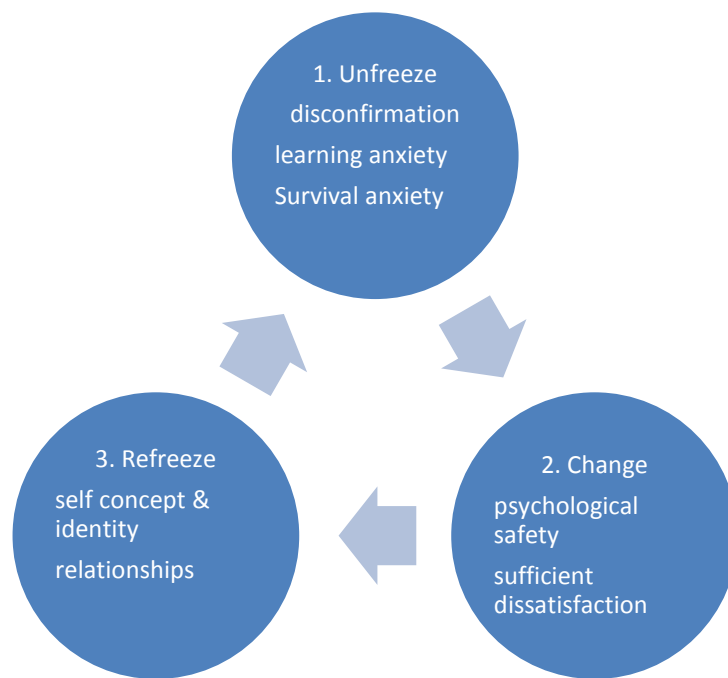 1. Unfreeze
disconfirmation
learning anxiety
Survival anxiety
2. Change
psychological
safety
sufficient
dissatisfaction
3. Refreeze
self concept &
identity
relationships